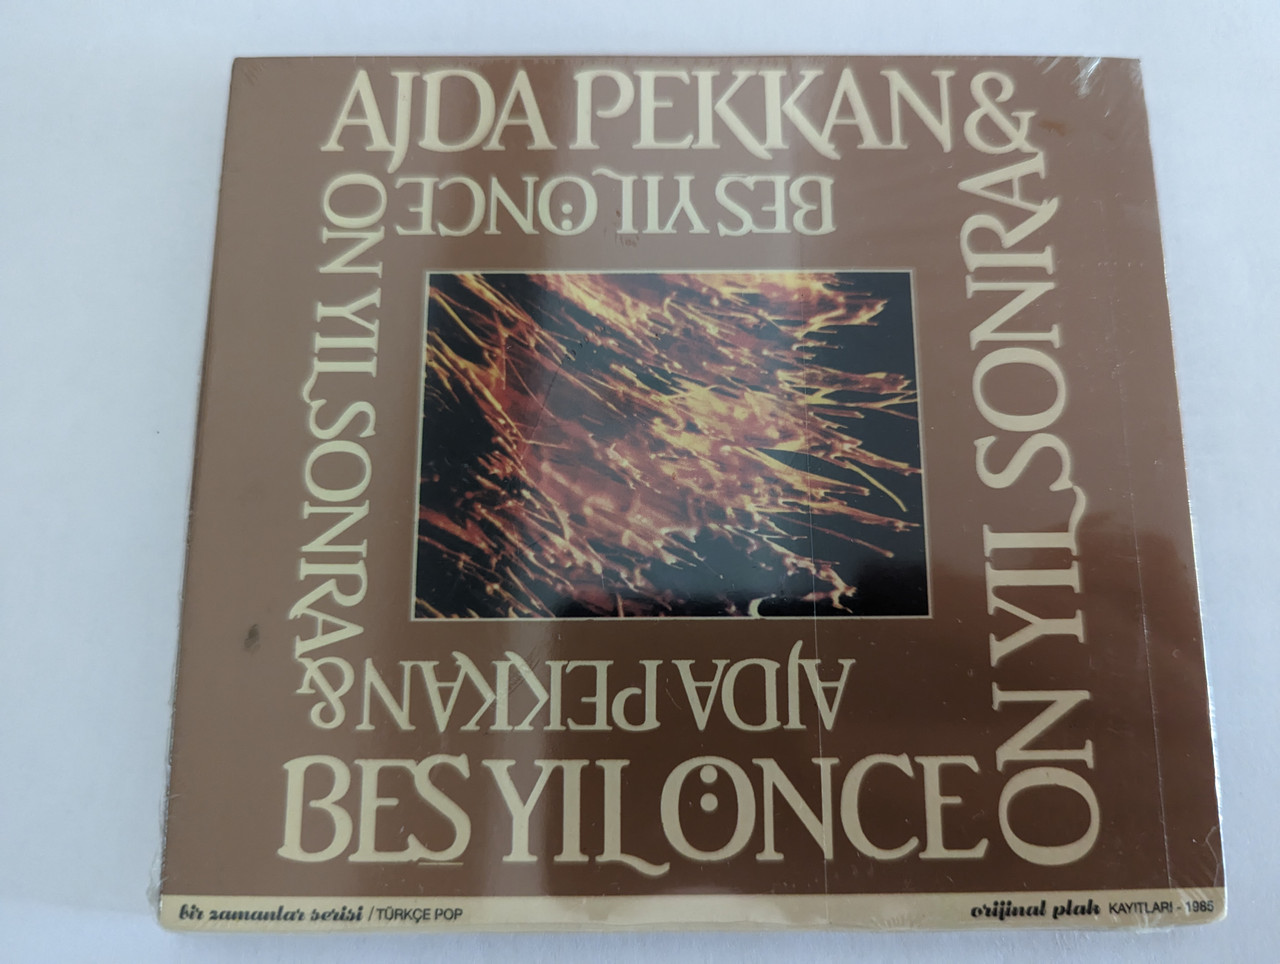 AJDA PEKKAN &
BEŞ YIL ÖNCE
ON YIL SONRA &
ON YIL SONRA &
AJDA PEKKAN
BEŞ YIL ÖNCE
bir zamanlar serisi / TÜRKÇE POP
orijinal plak KAYITLARI - 1985